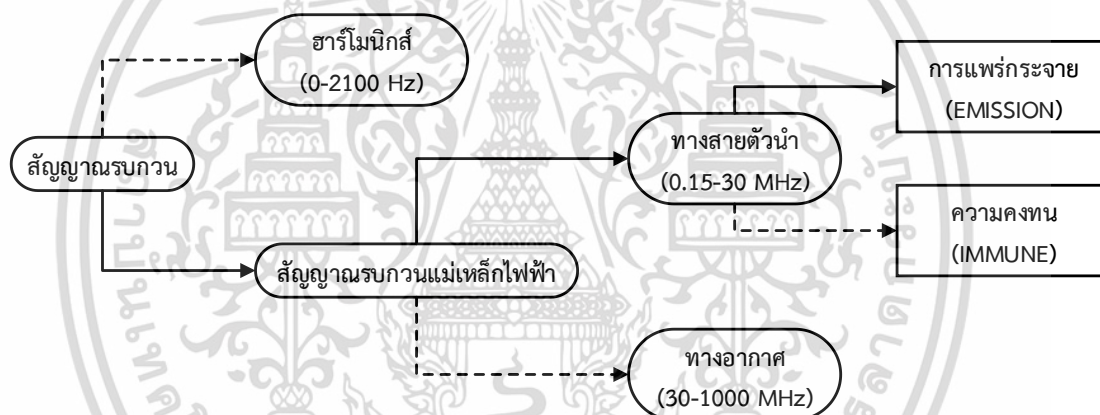 ฮาร์โมนิกส์
(0-2100 Hz)
การแพร่กระจาย
(EMISSION)
สัญญาณรบกวน
ทางสายตัวนำ
(0.15-30 MHz)
ความคงทน
(IMMUNE)
สัญญาณรบกวนแม่เหล็กไฟฟ้า
ทางอากาศ
(30-1000 MHz)